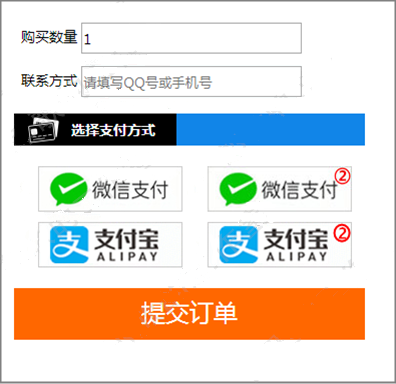 购买数量 1
联系方式 请填写QQ号或手机号
选择支付方式
微信支付 微信支付②
支付宝 支付宝②
ALIPAY ALIPAY
提交订单